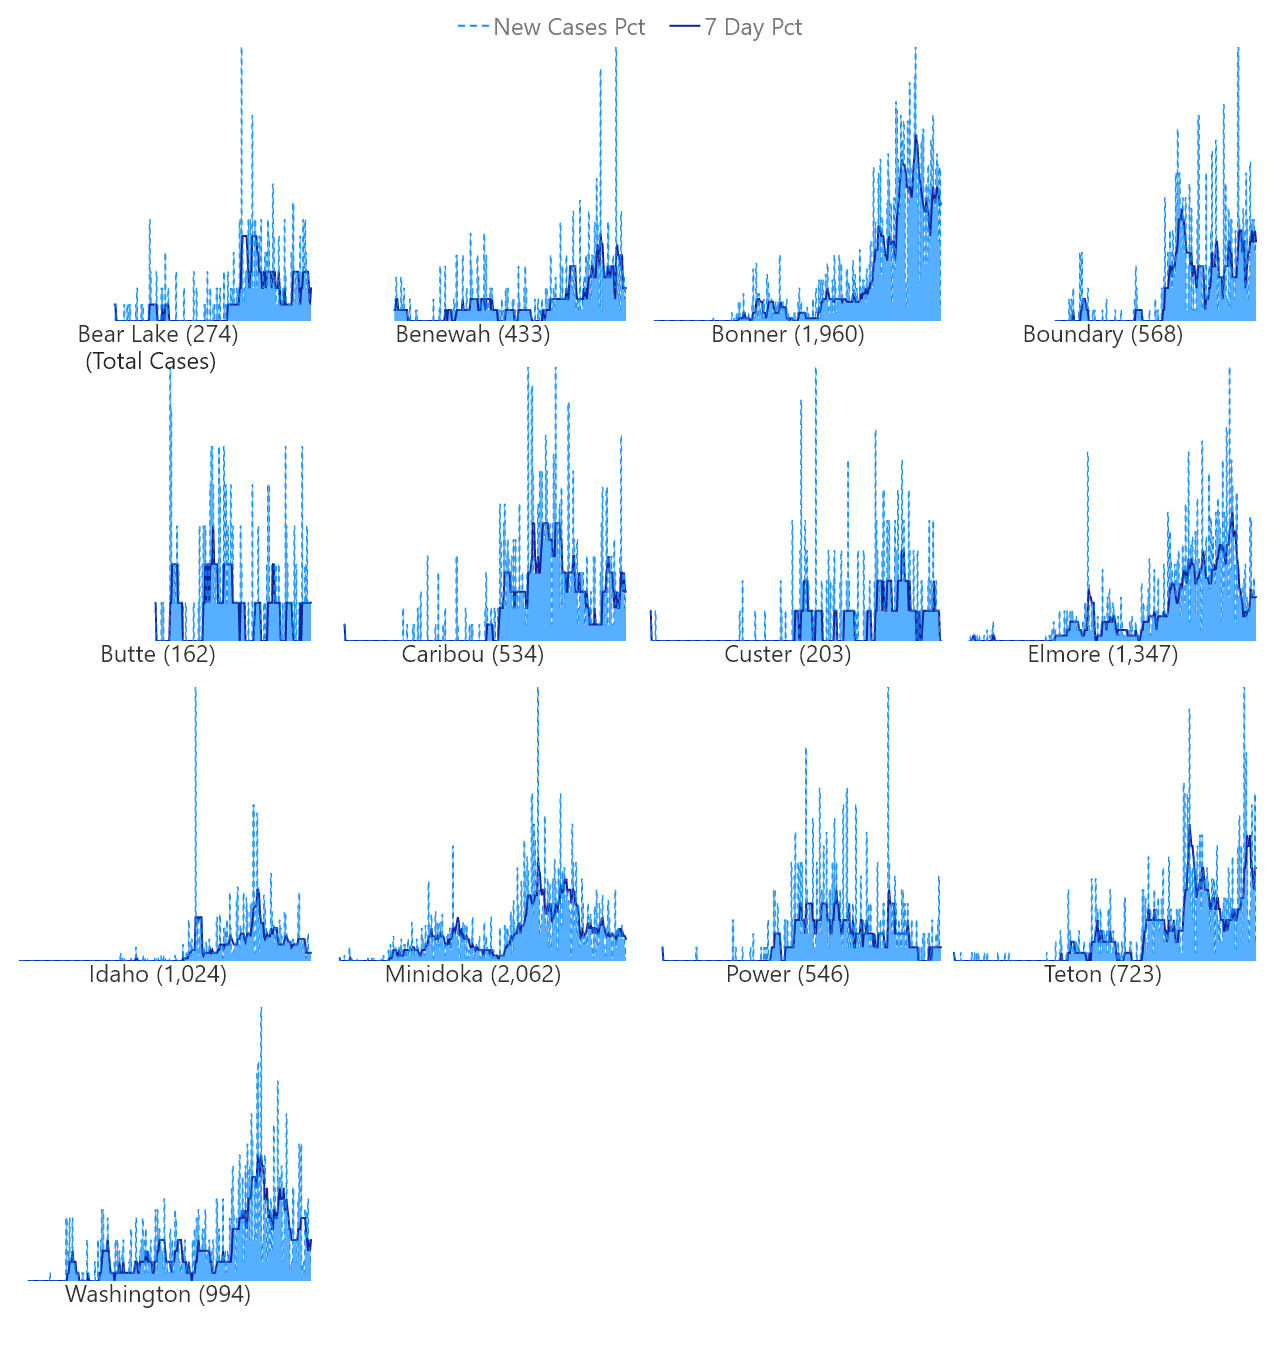 New Cases Pct 7 Day Pct
Bear Lake (274)
(Total Cases)
Benewah (433)
Bonner (1,960)
Boundary (568)
Butte (162)
Caribou (534)
Custer (203)
Elmore (1,347)
Idaho (1,024)
Minidoka (2,062)
Power (546)
Teton (723)
Washington (994)